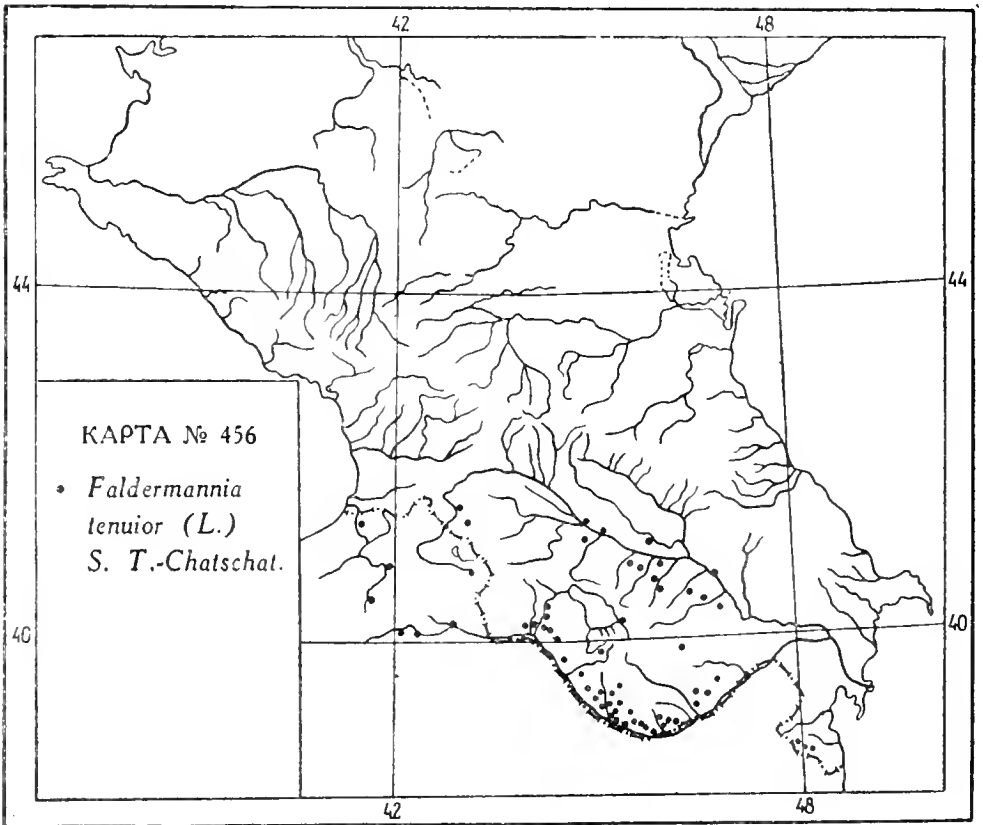 42
48
44
44
КАРТА № 456
Faldermannia
tenuior (L.)
S. T.-Chatschat.
40
40
42
48